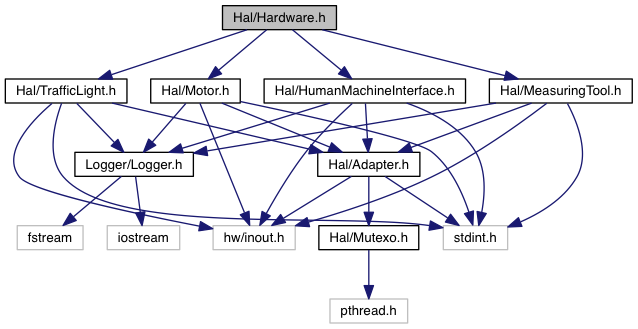 Hal/Hardware.h
Hal/TrafficLight.h
Hal/Motor.h
Hal/HumanMachineInterface.h
Hal/MeasuringTool.h
Logger/Logger.h
Hal/Adapter.h
fstream
iostream
hw/inout.h
Hal/Mutexo.h
stdint.h
pthread.h